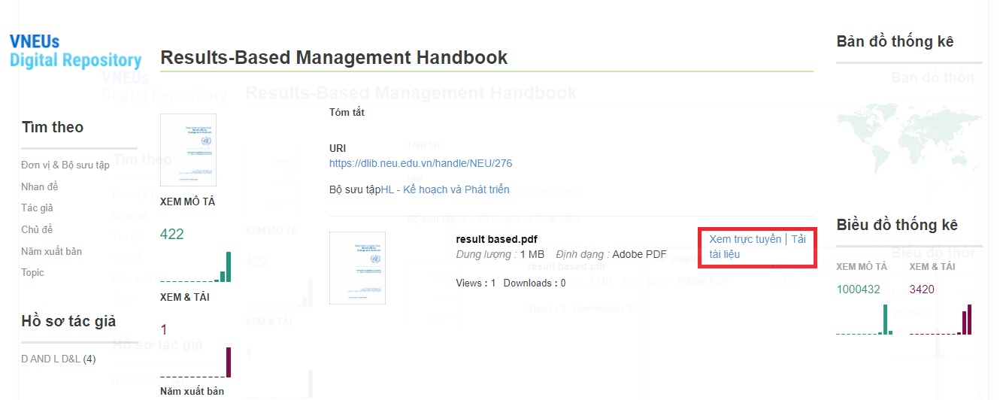 VNEUs
Digital Repository
Results-Based Management Handbook
Tìm theo
Đơn vị & Bộ sưu tập
Nhan đề
Tác giả
Chủ đề
Năm xuất bản
Topic
Hồ sơ tác giả
D AND L D&L (4)
XEM MÔ TẢ
422
XEM & TẢI
1
Năm xuất bản
Tóm tắt
URI
https://dlib.neu.edu.vn/handle/NEU/276
Bộ sưu tậpHL - Kế hoạch và Phát triển
result based.pdf
Dung lượng : 1 MB Định dạng : Adobe PDF
Views : 1 Downloads : 0
Xem trực tuyến | Tải
tài liệu
Bản đồ thống kê
Biểu đồ thống kê
XEM MÔ TẢ XEM & TẢI
1000432 3420